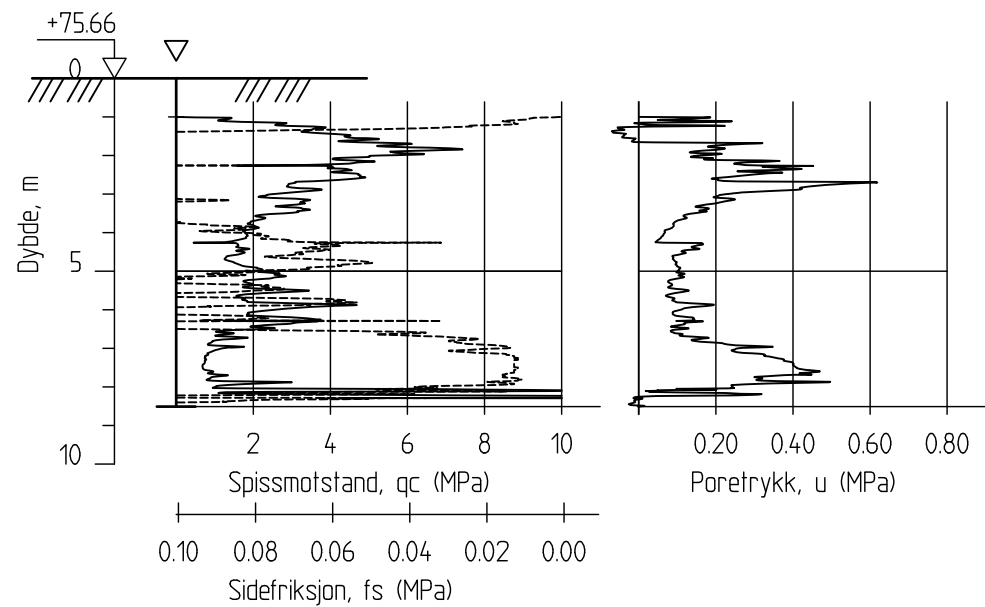 +75.66
0
Dybde, m
5
10
2 4 6 8 10
Spissmotstand, qc (MPa)
0.10 0.08 0.06 0.04 0.02 0.00
Sidefriksjon, fs (MPa)
0.20 0.40 0.60 0.80
Poretrykk, u (MPa)